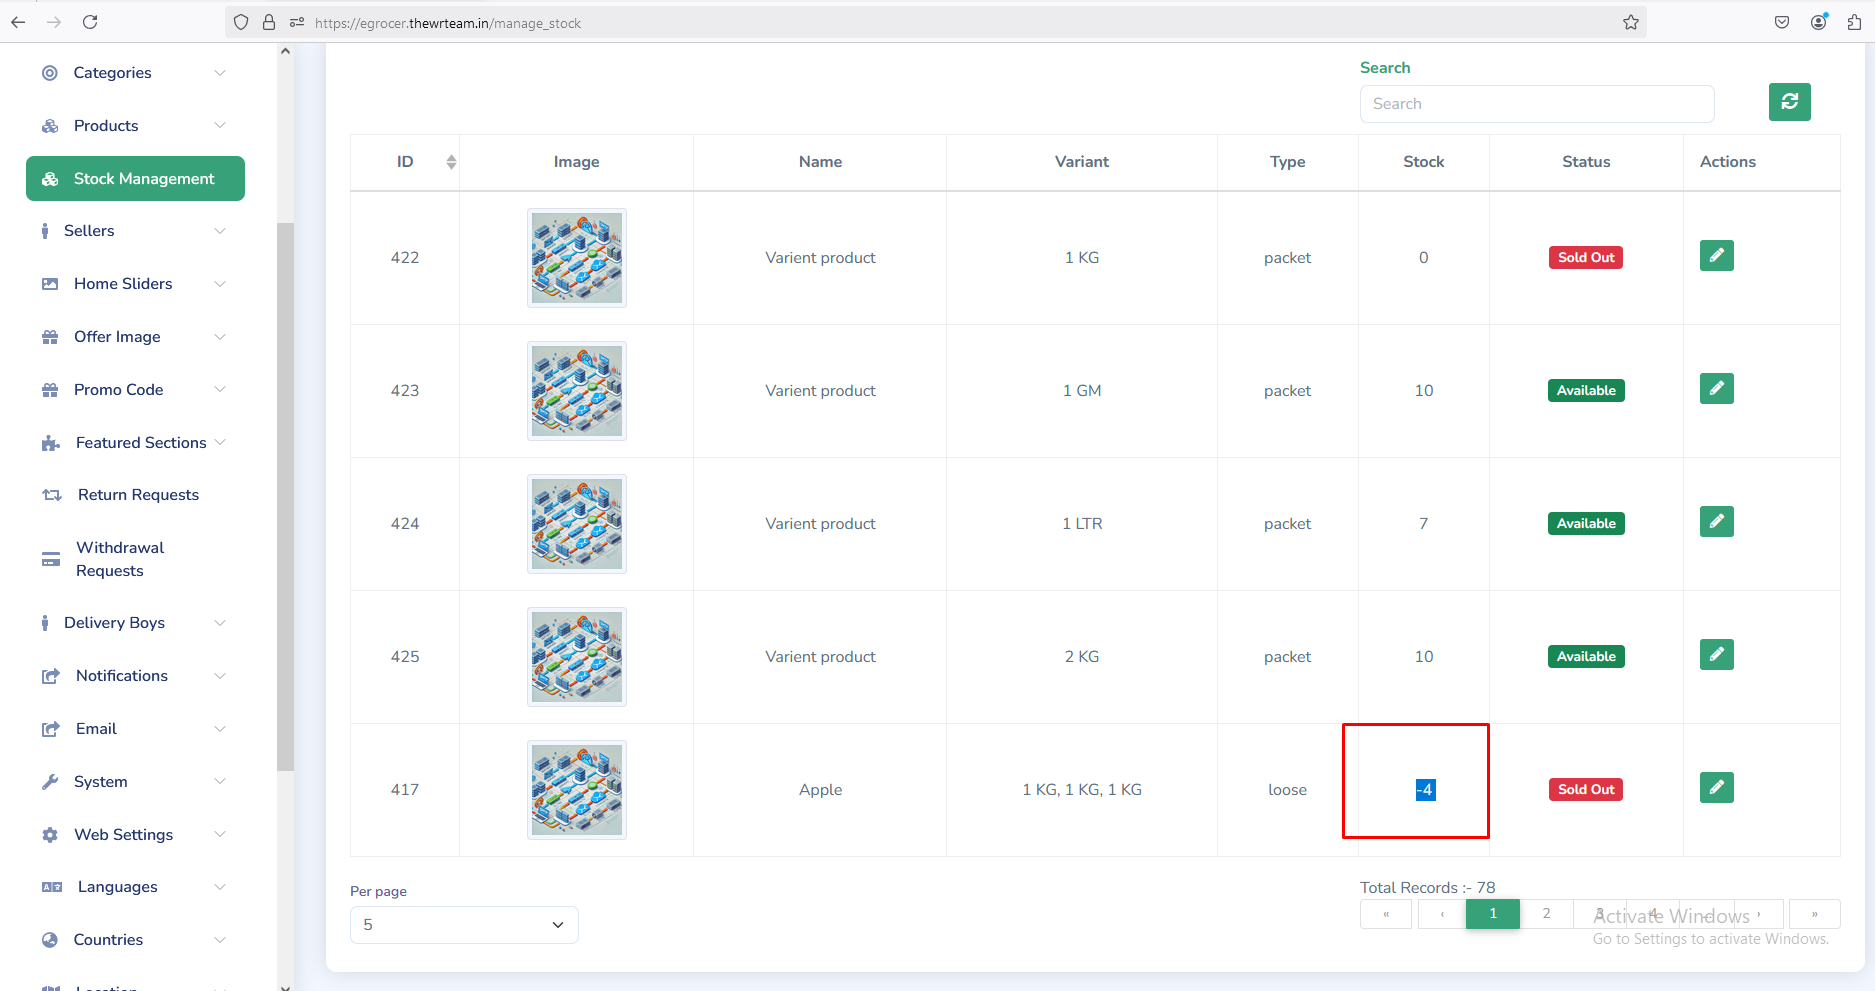 https://egrocer.thewrteam.in/manage_stock
Categories
Products
Stock Management
Sellers
Home Sliders
Offer Image
Promo Code
Featured Sections
Return Requests
Withdrawal
Requests
Delivery Boys
Notifications
Email
System
Web Settings
Languages
Countries
Location
Search
Search
ID Image Name Variant Type Stock Status Actions
422 Varient product 1 KG packet 0 Sold Out
423 Varient product 1 GM packet 10 Available
424 Varient product 1 LTR packet 7 Available
425 Varient product 2 KG packet 10 Available
417 Apple 1 KG, 1 KG, 1 KG loose -4 Sold Out
Per page
5
Total Records :- 78
« ‹ 1 2 3 4 ... › »
Activate Windows
Go to Settings to activate Windows.